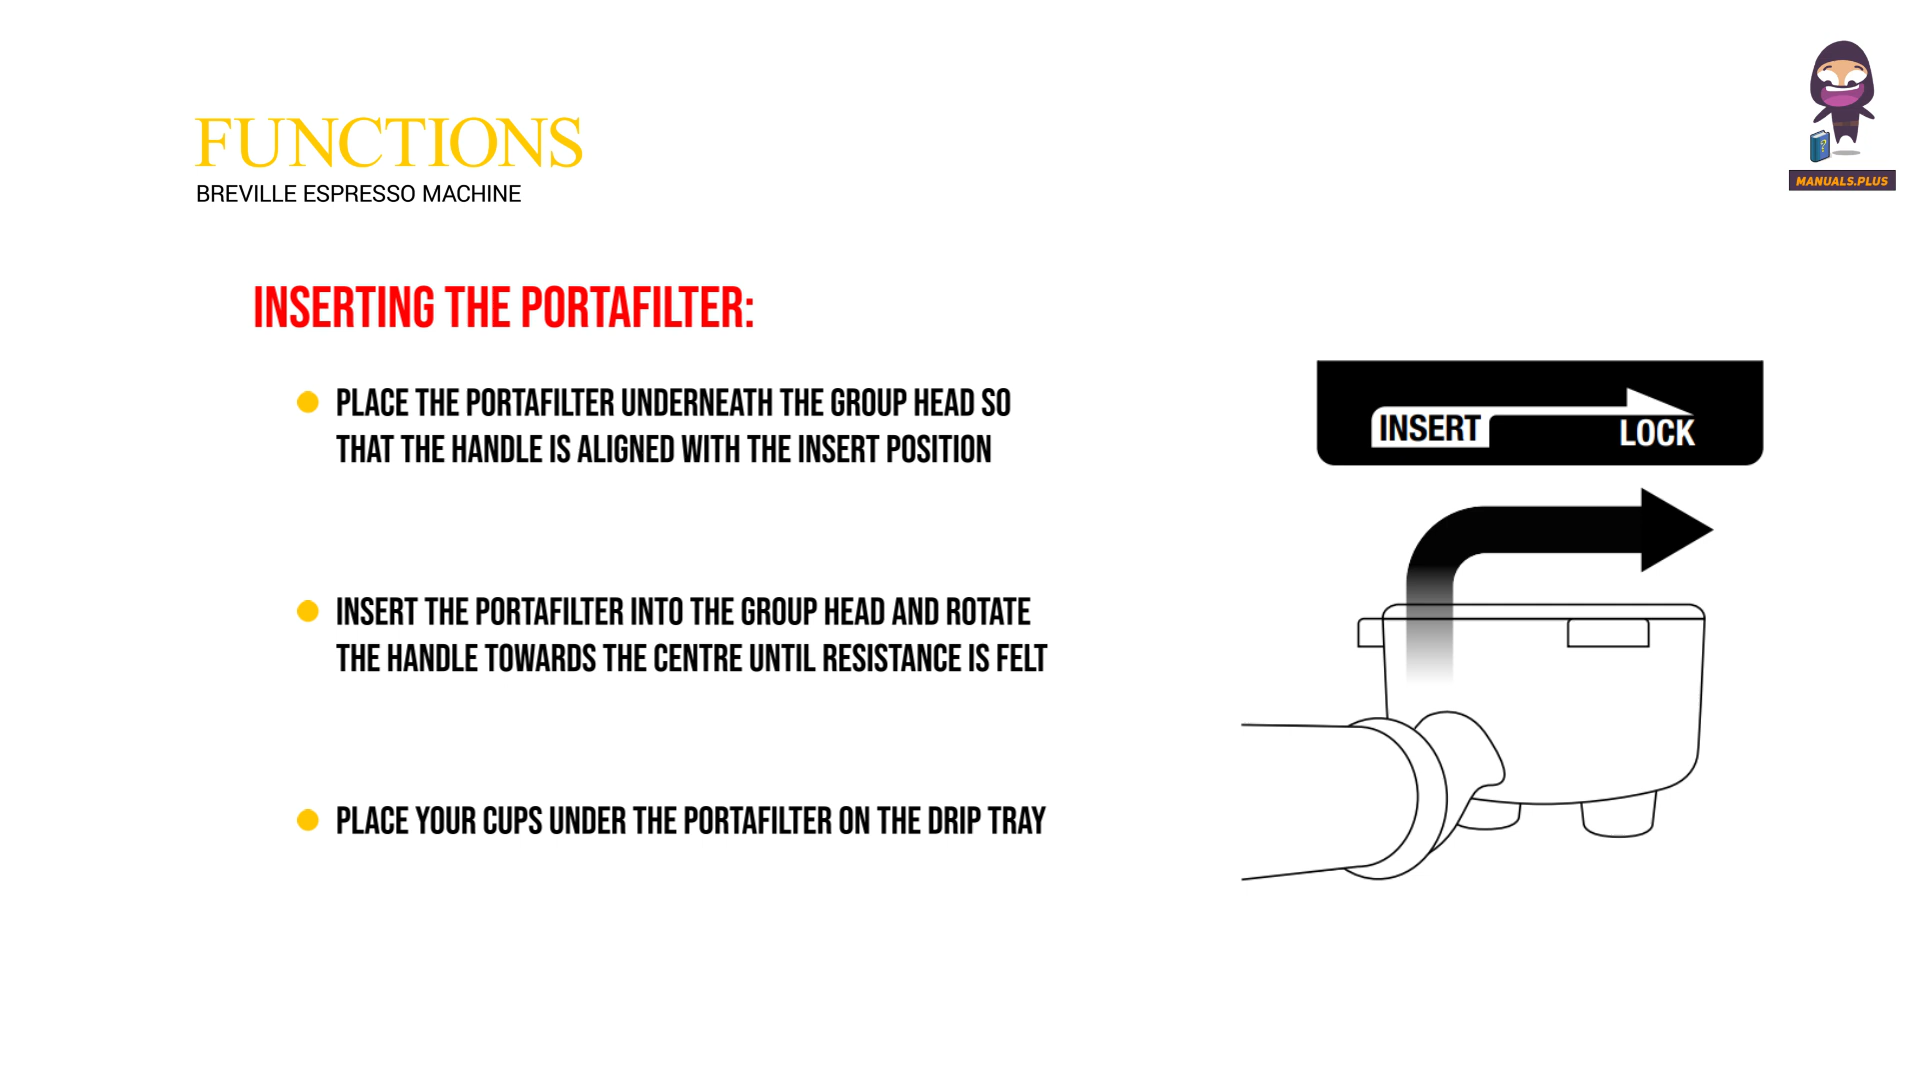 FUNCTIONS
BREVILLE ESPRESSO MACHINE
MANUALS.PLUS
INSERTING THE PORTAFILTER:
PLACE THE PORTAFILTER UNDERNEATH THE GROUP HEAD SO
THAT THE HANDLE IS ALIGNED WITH THE INSERT POSITION
INSERT THE PORTAFILTER INTO THE GROUP HEAD AND ROTATE
THE HANDLE TOWARDS THE CENTRE UNTIL RESISTANCE IS FELT
PLACE YOUR CUPS UNDER THE PORTAFILTER ON THE DRIP TRAY
INSERT
LOCK
?